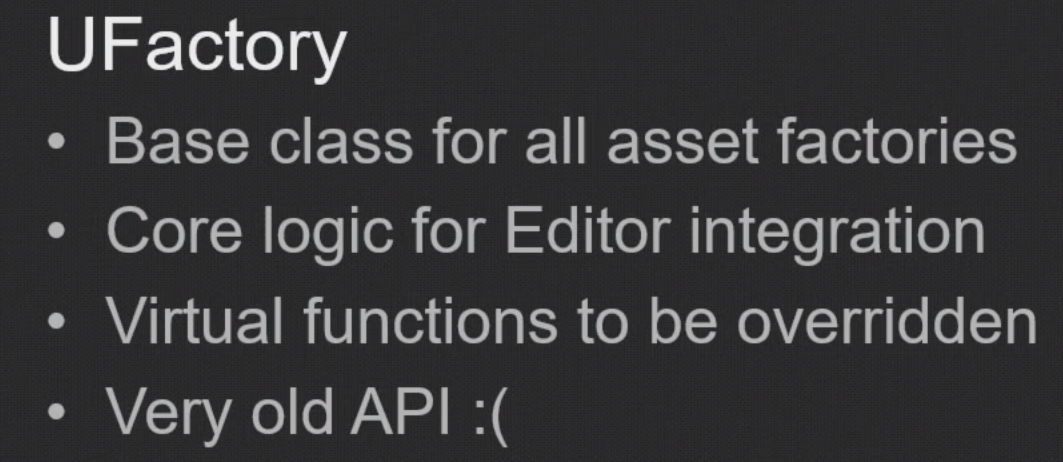 UFactory
• Base class for all asset factories
• Core logic for Editor integration
• Virtual functions to be overridden
• Very old API :(